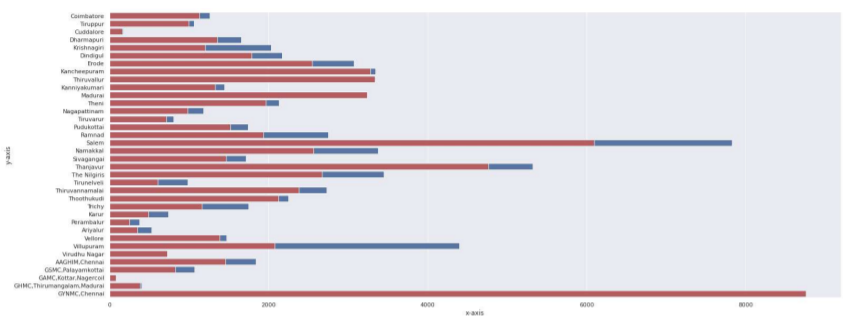 Coimbatore
Tiruppur
Cuddalore
Dharmapuri
Krishnagiri
Dindigul
Erode
Kancheepuram
Thiruvallur
Kanniyakumari
Madurai
Theni
Nagapattinam
Tiruvarur
Pudukottai
Ramnad
Salem
Namakkal
Sivagangai
Thanjavur
The Nilgiris
Tirunelveli
Thiruvannamalai
Thoothukudi
Trichy
Karur
Perambalur
Ariyalur
Vellore
Villupuram
Virudhu Nagar
AAGHIM,Chennai
GSMC,Palayamkottai
GAMC,Kottar,Nagercoil
GHMC,Thirumangalam,Madurai
GYNMC,Chennai
y-axis
0 2000 4000 6000 8000
x-axis